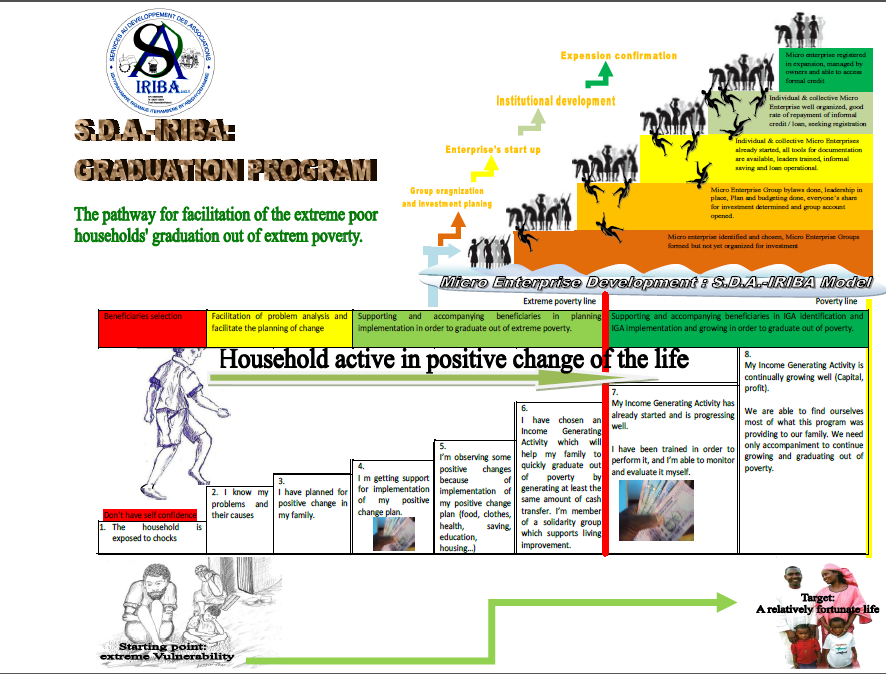 SERVICES AU DEVELOPPEMENT DES ASSOCIATIONS
SDA
IRIBA
S.D.A.-IRIBA:
GRADUATION PROGRAM
The pathway for facilitation of the extreme poor
households' graduation out of extrem poverty.
Expension confirmation
Institutional development
Enterprise's start up
Group oragnization
and investment planing
Micro enterprise registered
in expansion, managed by
owners and able to access
formal credit
Individual & collective Micro
Enterprise well organized, good
rate of repayment of informal
credit / loan, seeking registration
Individual & collective Micro Enterprises
already started, all tools for documentation
are available, leaders trained, informal
saving and loan operational.
Micro Enterprise Group bylaws done, leadership in
place, Plan and budgeting done, everyone's share
for investment determined and group account
opened.
Micro enterprise identified and chosen, Micro Enterprise Groups
formed but not yet organized for investment
Micro Enterprise Development : S.D.A.-IRIBA Model
Extreme poverty line
Poverty line
Beneficiaries selection
Facilitation of problem analysis and
facilitate the planning of change
Supporting and accompanying beneficiaries in planning
implementation in order to graduate out of extreme poverty.
Supporting and accompanying beneficiaries in IGA identification and
IGA implementation and growing in order to graduate out of poverty.
Household active in positive change of the life
Don't have self confidence
1. The household is
exposed to chocks
2. I know my
problems and
their causes
3.
I have planned for
positive change in
my family.
4.
I m getting support
for implementation
of my positive
change plan.
5.
I'm observing some
positive changes
because of
implementation of
my positive change
plan (food, clothes,
health, saving,
education,
housing...)
6.
I have chosen an
Income Generating
Activity which will
help my family to
quickly graduate out
of poverty by
generating at least the
same amount of cash
transfer. I'm member
of a solidarity group
which supports living
improvement.
7.
My Income Generating Activity has
already started and is progressing
well.
I have been trained in order to
perform it, and I'm able to monitor
and evaluate it myself.
8.
My Income Generating Activity is
continually growing well (Capital,
profit).
We are able to find ourselves
most of what this program was
providing to our family. We need
only accompaniment to continue
growing and graduating out of
poverty.
Starting point:
extreme Vulnerability
Target:
A relatively fortunate life